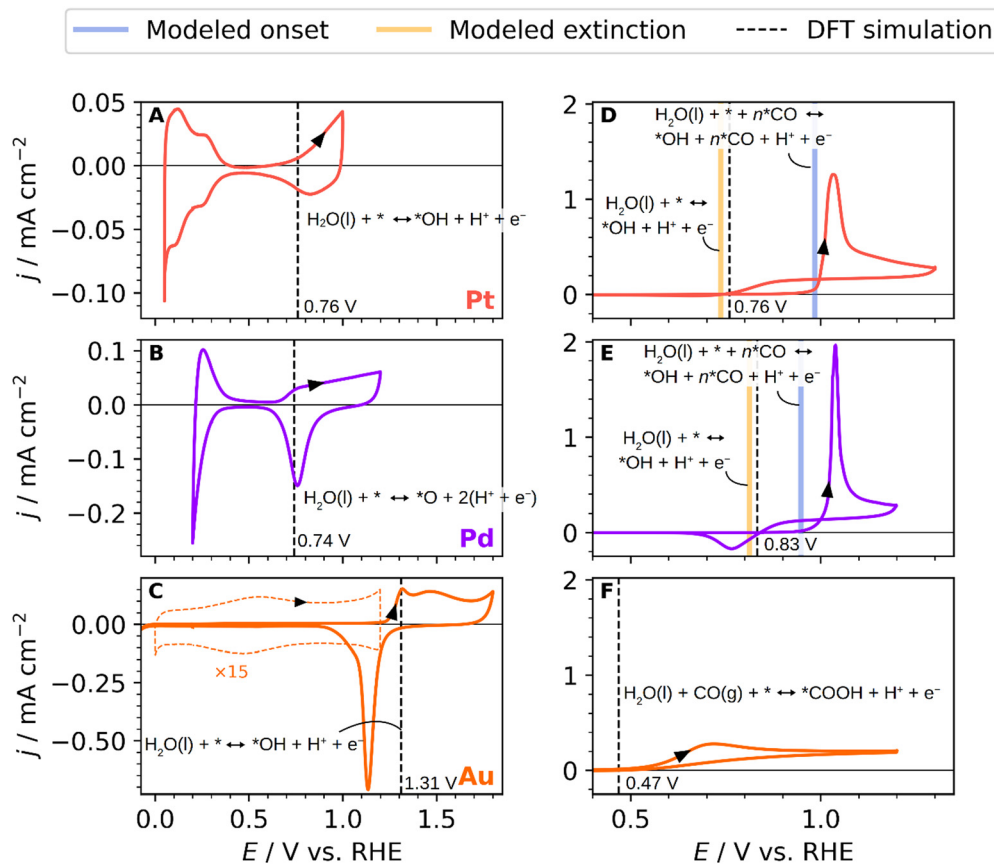 Modeled onset
Modeled extinction
DFT simulation
A
0.05
0.00
−0.05
−0.10
j / mA cm⁻²
H₂O(l) + * ↔ *OH + H⁺ + e⁻
0.76 V
Pt
D
2
1
0
H₂O(l) + * + n*CO ↔
*OH + n*CO + H⁺ + e⁻
H₂O(l) + * ↔
*OH + H⁺ + e⁻
0.76 V
B
0.1
0.0
−0.1
−0.2
j / mA cm⁻²
H₂O(l) + * ↔ *O + 2(H⁺ + e⁻)
0.74 V
Pd
E
2
1
0
H₂O(l) + * + n*CO ↔
*OH + n*CO + H⁺ + e⁻
H₂O(l) + * ↔
*OH + H⁺ + e⁻
0.83 V
C
0.00
−0.25
−0.50
j / mA cm⁻²
×15
H₂O(l) + * ↔ *OH + H⁺ + e⁻
1.31 V
Au
0.0 0.5 1.0 1.5
E / V vs. RHE
F
2
1
0
H₂O(l) + CO(g) + * ↔ *COOH + H⁺ + e⁻
0.47 V
0.5 1.0
E / V vs. RHE